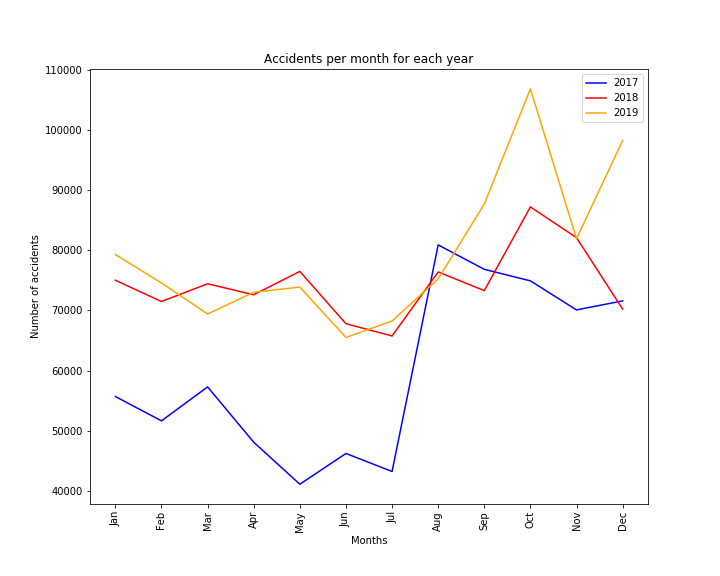 Accidents per month for each year
110000
100000
90000
80000
70000
60000
50000
40000
Number of accidents
2017
2018
2019
Jan
Feb
Mar
Apr
May
Jun
Jul
Aug
Sep
Oct
Nov
Dec
Months